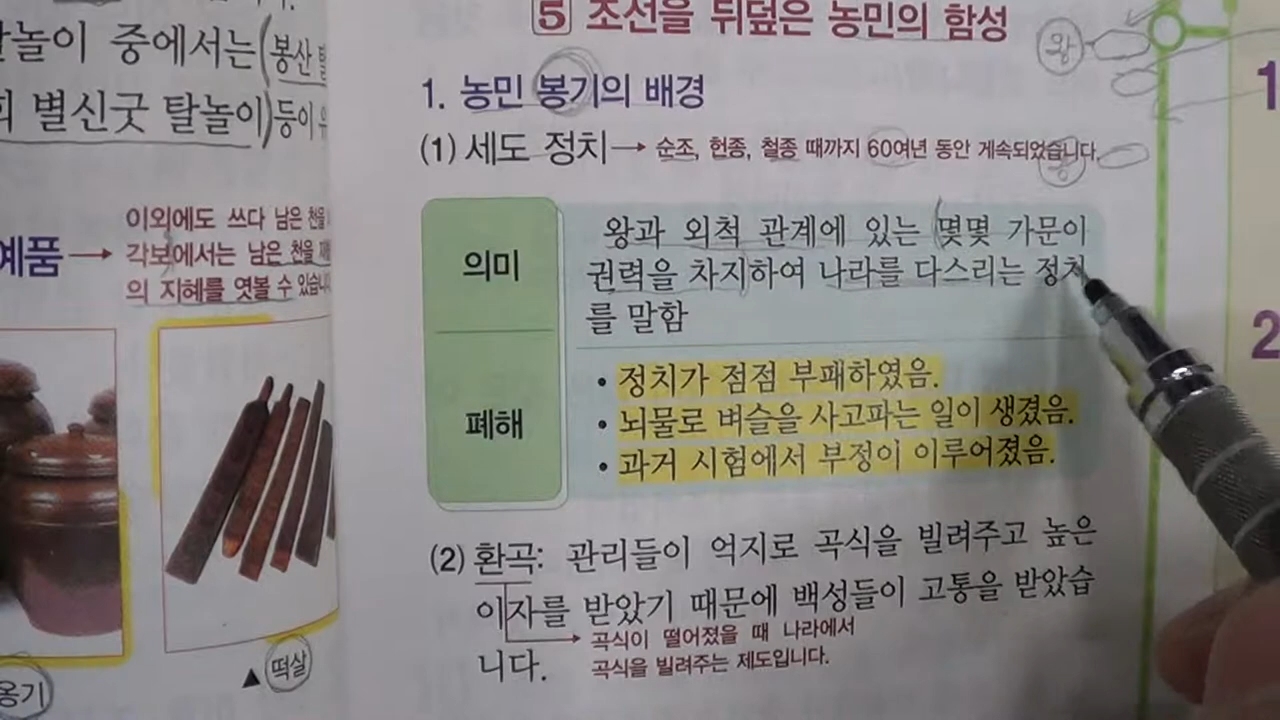 탈놀이 중에서는(봉산 탈
회 별신굿 탈놀이)등이
이외에도 쓰다 남은 천을
예품 → 각보에서는 남은 천을
의 지혜를 엿볼 수 있습니
▲ 떡살
옹기
5 조선을 뒤덮은 농민의 함성
왕
1. 농민 봉기의 배경
(1) 세도 정치 → 순조, 헌종, 철종 때까지 60여년 동안 계속되었습니다.
의미
왕과 외척 관계에 있는 몇몇 가문이
권력을 차지하여 나라를 다스리는 정치
를 말함
폐해
• 정치가 점점 부패하였음.
• 뇌물로 벼슬을 사고파는 일이 생겼음.
• 과거 시험에서 부정이 이루어졌음.
(2) 환곡: 관리들이 억지로 곡식을 빌려주고 높은
이자를 받았기 때문에 백성들이 고통을 받았습
니다.
곡식이 떨어졌을 때 나라에서
곡식을 빌려주는 제도입니다.
1
2